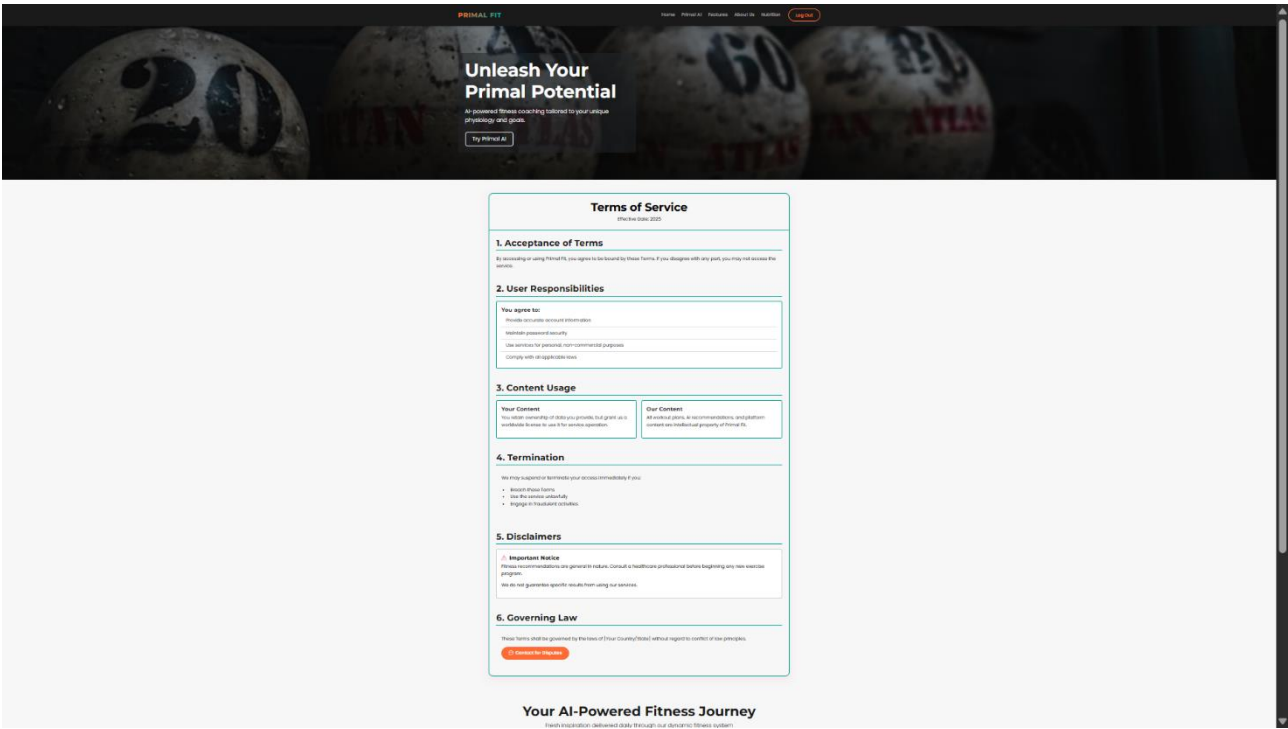 PRIMAL FIT
Home Primal AI Features About Us Nutrition Log Out
20
60
80
ATLAS
ATLAS
Unleash Your
Primal Potential
AI-powered fitness coaching tailored to your unique
physiology and goals.
Try Primal AI
Terms of Service
Effective Date: 2025
1. Acceptance of Terms
By accessing or using Primal Fit, you agree to be bound by these Terms. If you disagree with any part, you may not access the
service.
2. User Responsibilities
You agree to:
Provide accurate account information
Maintain password security
Use services for personal, non-commercial purposes
Comply with all applicable laws
3. Content Usage
Your Content
You retain ownership of data you provide, but grant us a
worldwide license to use it for service operation.
Our Content
All workout plans, AI recommendations, and platform
content are intellectual property of Primal Fit.
4. Termination
We may suspend or terminate your access immediately if you:
• Breach these Terms
• Use the service unlawfully
• Engage in fraudulent activities
5. Disclaimers
⚠ Important Notice
Fitness recommendations are general in nature. Consult a healthcare professional before beginning any new exercise
program.
We do not guarantee specific results from using our services.
6. Governing Law
These Terms shall be governed by the laws of [Your Country/State] without regard to conflict of law principles.
Contact for Disputes
Your AI-Powered Fitness Journey
Fresh inspiration delivered daily through our dynamic fitness system